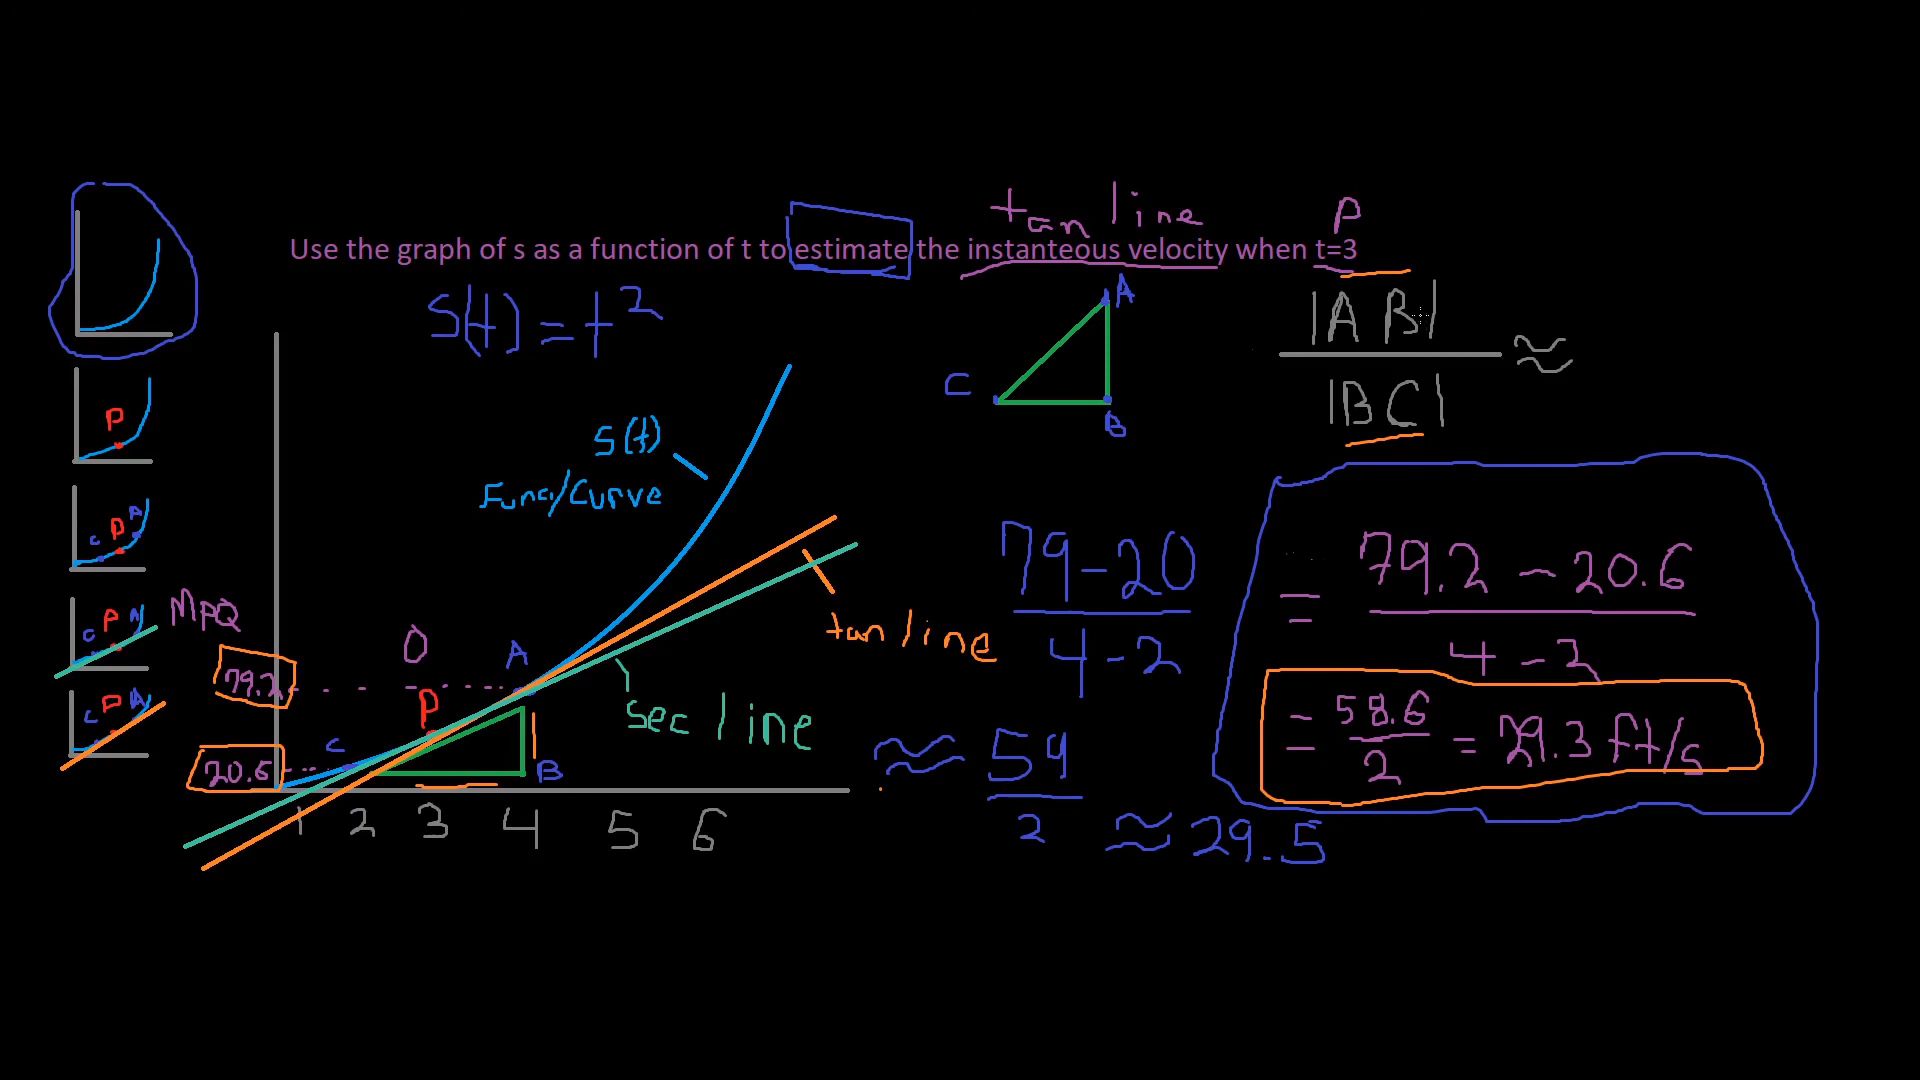 tan line P
Use the graph of s as a function of t to estimate the instanteous velocity when t=3
S(t) = t²
A
C
B
|AB|
|BC|
≈
P
S(t)
Func/Curve
C P A
C P A
MPQ
C P A
79.2
O
A
P
C
20.6
B
1 2 3 4 5 6
tan line
sec line
79-20
4-2
≈ 59
2
≈ 29.5
= 79.2 - 20.6
4 - 2
= 58.6
2
= 29.3 ft/s